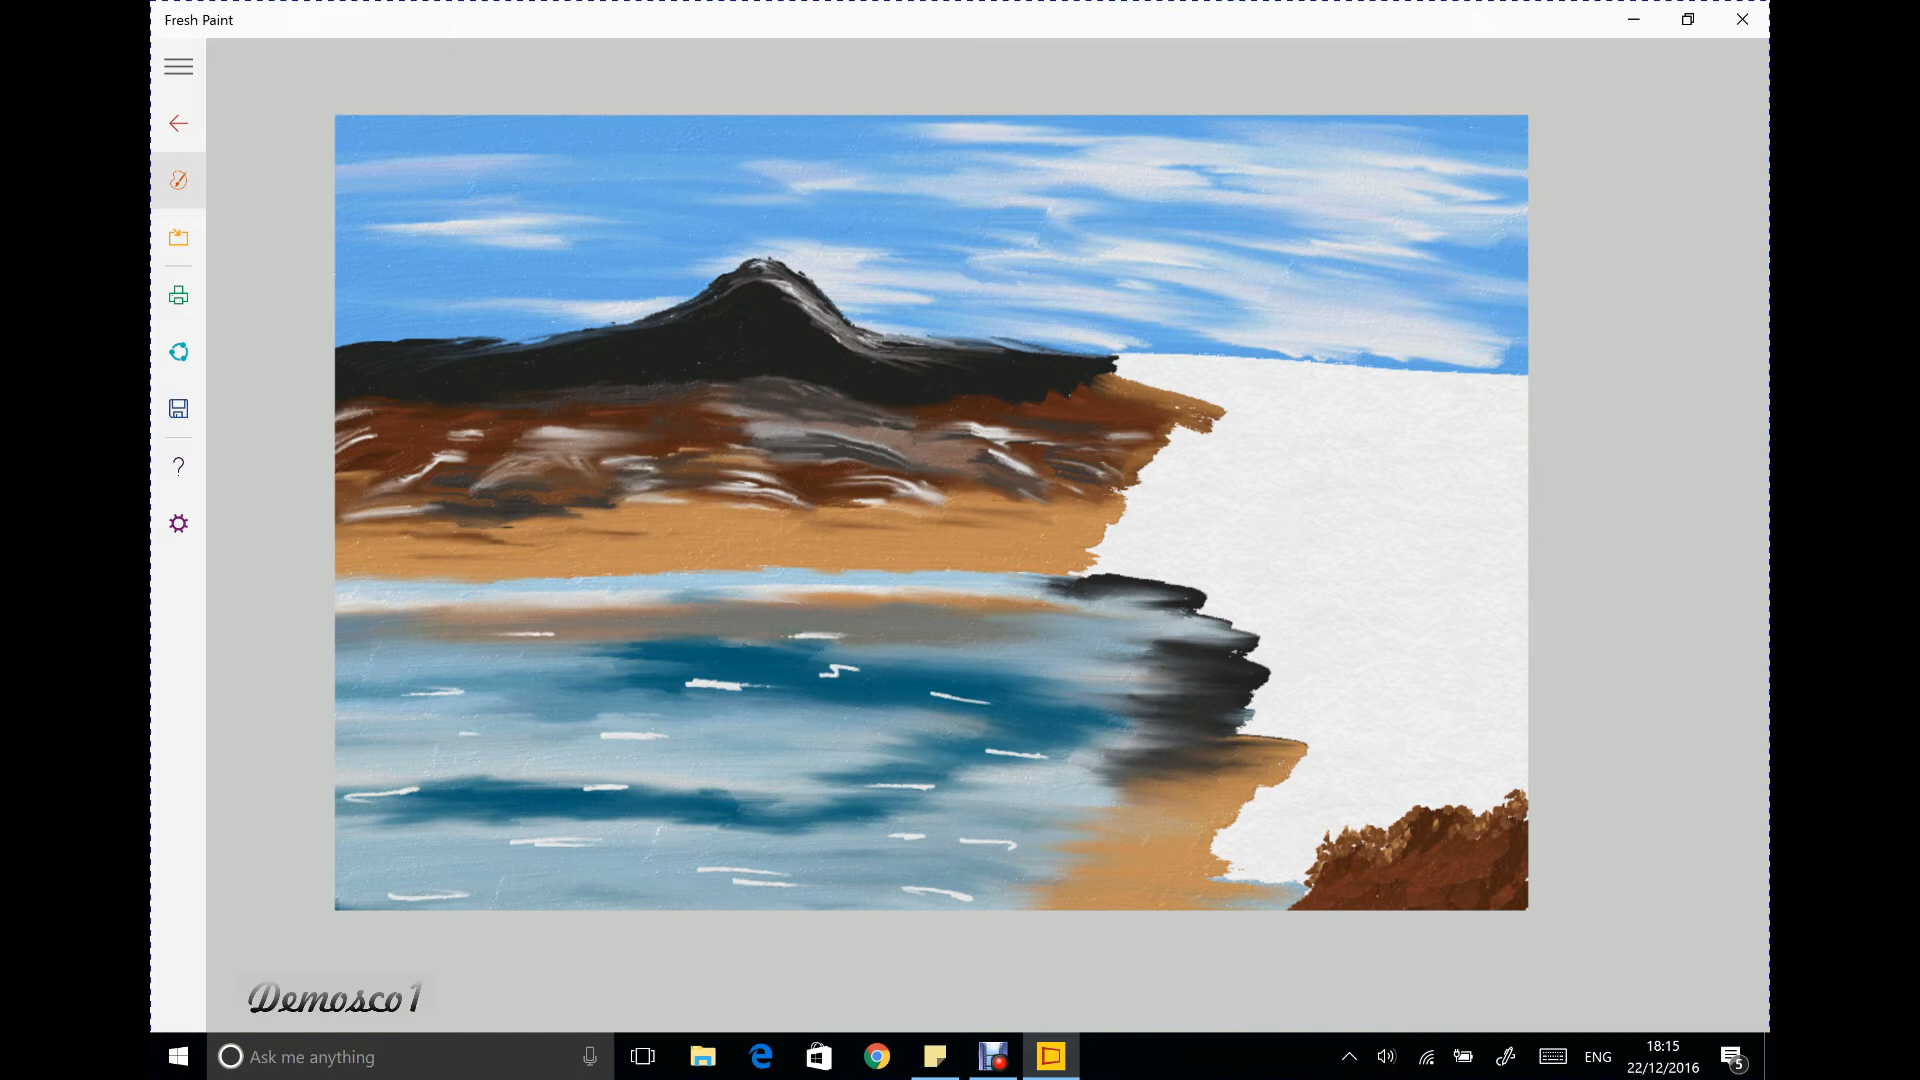 Fresh Paint
Demosco1
Ask me anything
ENG
18:15
22/12/2016
5